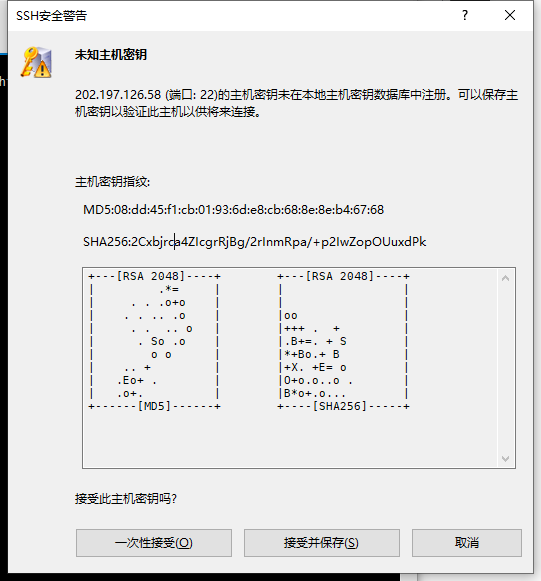 SSH安全警告
未知主机密钥
202.197.126.58 (端口: 22)的主机密钥未在本地主机密钥数据库中注册。可以保存主
机密钥以验证此主机以供将来连接。
主机密钥指纹:
MD5:08:dd:45:f1:cb:01:93:6d:e8:cb:68:8e:8e:b4:67:68
SHA256:2Cxbjrca4ZIcgrRjBg/2rInmRpa/+p2IwZopOUuxdPk
+---[RSA 2048]----+        +---[RSA 2048]----+
|         .*=     |        |                 |
|     . . .o+o    |        |                 |
|    . . .. .o    |        |oo               |
|     . .  .. o   |        |+++ .  +         |
|      . So .o    |        |.B+=. + S        |
|        o o      |        |*+Bo.+ B         |
|    .. +         |        |+X. +E= o        |
|   .Eo+ .        |        |O+o.o..o .       |
|   .o+.          |        |B*o+.o...        |
+------[MD5]------+        +----[SHA256]-----+
接受此主机密钥吗?
一次性接受(O)
接受并保存(S)
取消